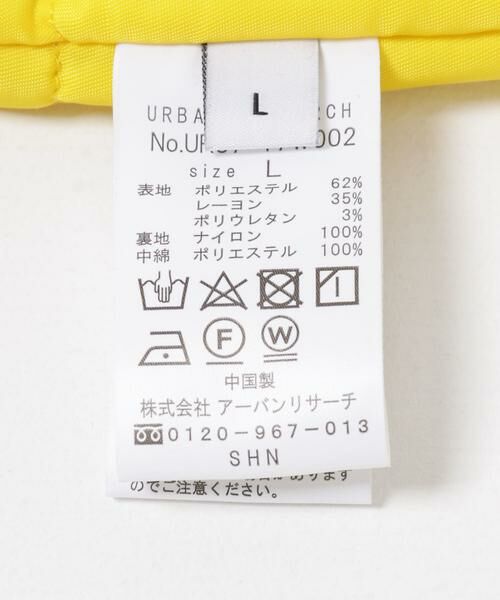 L
URBA RCH
No.UR 002
size L
表地 ポリエステル 62%
レーヨン 35%
ポリウレタン 3%
裏地 ナイロン 100%
中綿 ポリエステル 100%
F W
中国製
株式会社 アーバンリサーチ
0120-967-013
SHN
のでご注意ください。